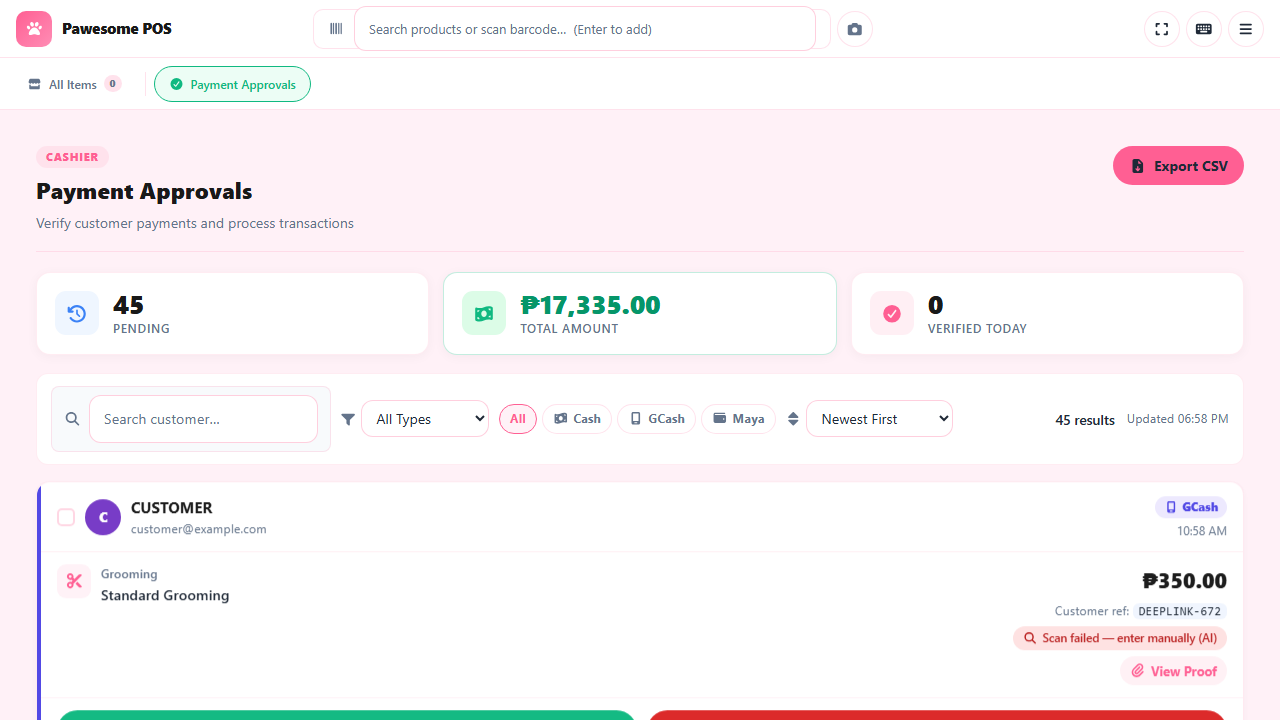 Pawesome POS
Search products or scan barcode... (Enter to add)
All Items 0
Payment Approvals
CASHIER
Payment Approvals
Verify customer payments and process transactions
Export CSV
45
PENDING
₱17,335.00
TOTAL AMOUNT
0
VERIFIED TODAY
Search customer...
All Types
All
Cash
GCash
Maya
Newest First
45 results
Updated 06:58 PM
C
CUSTOMER
customer@example.com
GCash
10:58 AM
Grooming
Standard Grooming
₱350.00
Customer ref: DEEPLINK-672
Scan failed — enter manually (AI)
View Proof